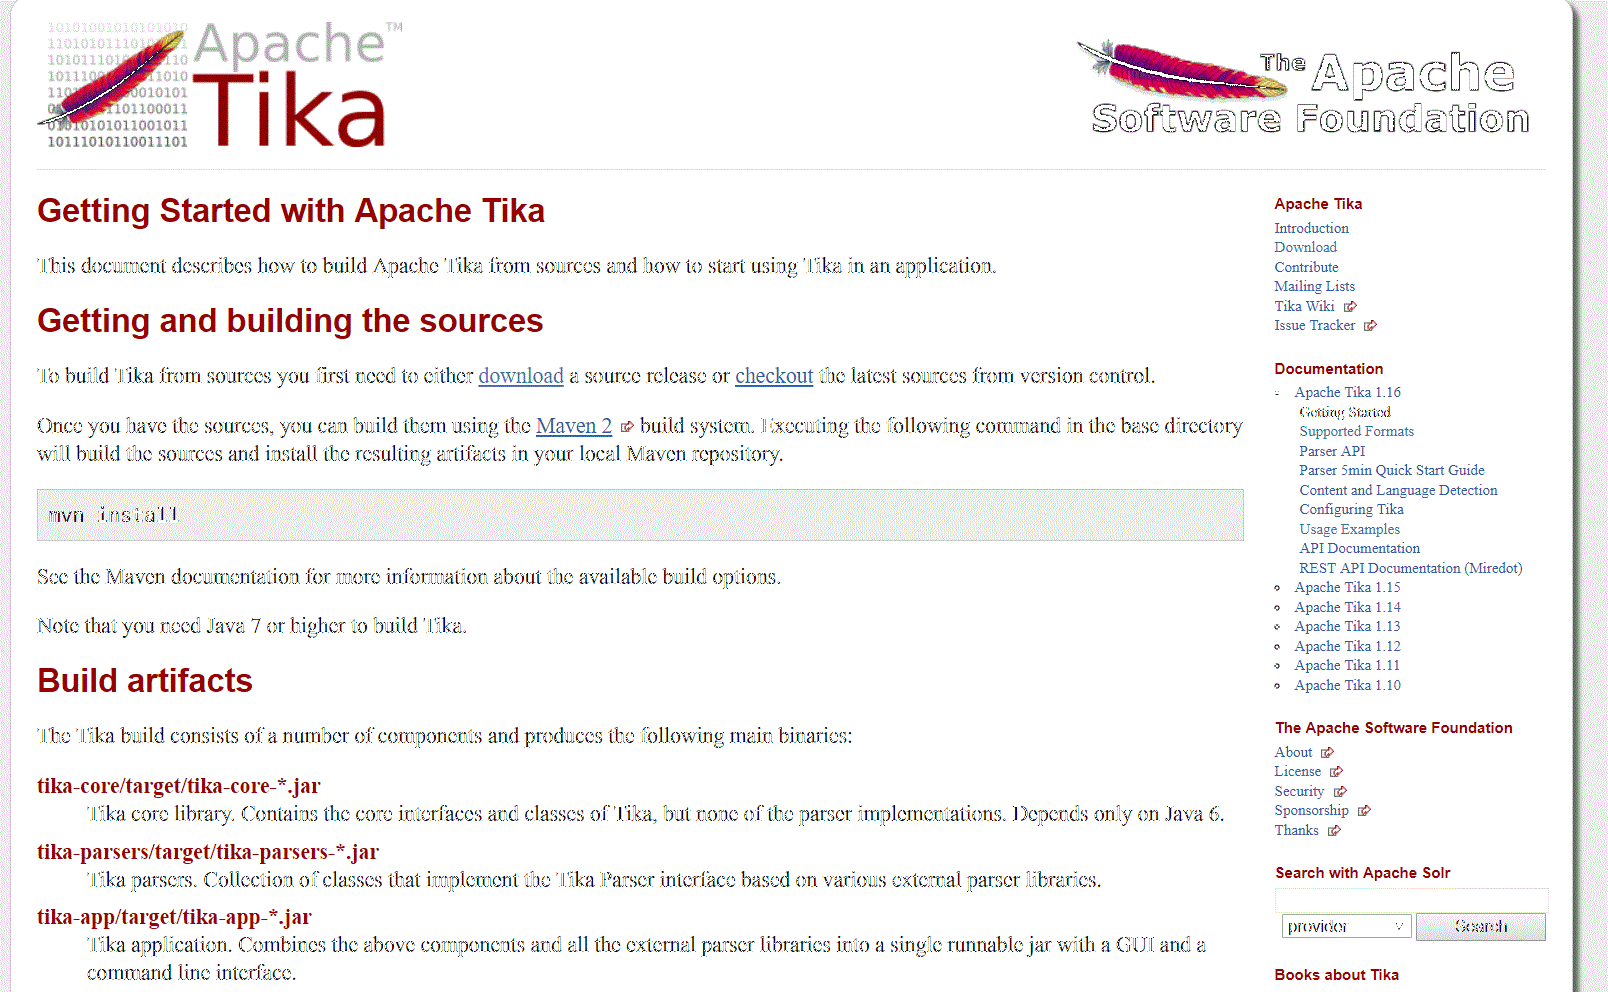 Apache™
Tika
The Apache
Software Foundation
Getting Started with Apache Tika
This document describes how to build Apache Tika from sources and how to start using Tika in an application.
Getting and building the sources
To build Tika from sources you first need to either download a source release or checkout the latest sources from version control.
Once you have the sources, you can build them using the Maven 2 build system. Executing the following command in the base directory
will build the sources and install the resulting artifacts in your local Maven repository.
mvn install
See the Maven documentation for more information about the available build options.
Note that you need Java 7 or higher to build Tika.
Build artifacts
The Tika build consists of a number of components and produces the following main binaries:
tika-core/target/tika-core-*.jar
Tika core library. Contains the core interfaces and classes of Tika, but none of the parser implementations. Depends only on Java 6.
tika-parsers/target/tika-parsers-*.jar
Tika parsers. Collection of classes that implement the Tika Parser interface based on various external parser libraries.
tika-app/target/tika-app-*.jar
Tika application. Combines the above components and all the external parser libraries into a single runnable jar with a GUI and a
command line interface.
Apache Tika
Introduction
Download
Contribute
Mailing Lists
Tika Wiki
Issue Tracker
Documentation
Apache Tika 1.16
Getting Started
Supported Formats
Parser API
Parser 5min Quick Start Guide
Content and Language Detection
Configuring Tika
Usage Examples
API Documentation
REST API Documentation (Miredot)
Apache Tika 1.15
Apache Tika 1.14
Apache Tika 1.13
Apache Tika 1.12
Apache Tika 1.11
Apache Tika 1.10
The Apache Software Foundation
About
License
Security
Sponsorship
Thanks
Search with Apache Solr
provider
Search
Books about Tika